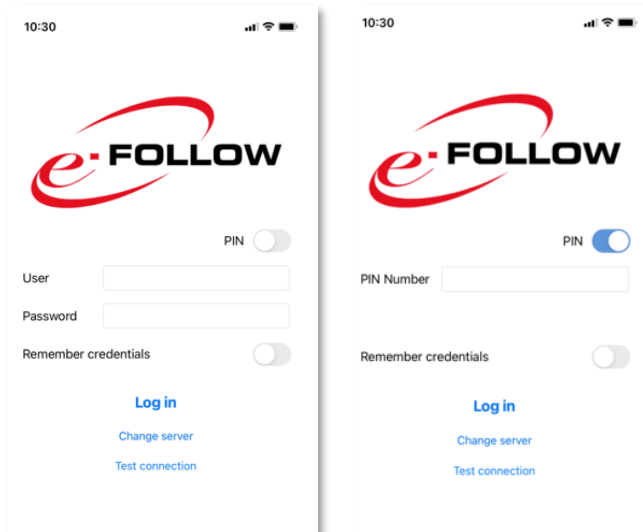 10:30
e-FOLLOW
PIN
User
Password
Remember credentials
Log in
Change server
Test connection
10:30
e-FOLLOW
PIN
PIN Number
Remember credentials
Log in
Change server
Test connection